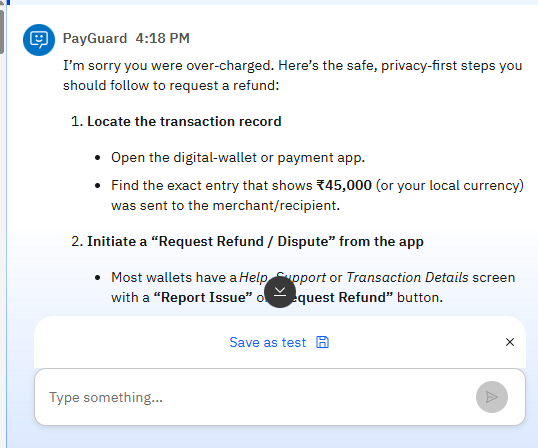 PayGuard 4:18 PM
I’m sorry you were over-charged. Here’s the safe, privacy-first steps you
should follow to request a refund:
1. Locate the transaction record
• Open the digital-wallet or payment app.
• Find the exact entry that shows ₹45,000 (or your local currency)
was sent to the merchant/recipient.
2. Initiate a “Request Refund / Dispute” from the app
• Most wallets have a Help, Support or Transaction Details screen
with a “Report Issue” or “Request Refund” button.
Save as test
×
Type something...